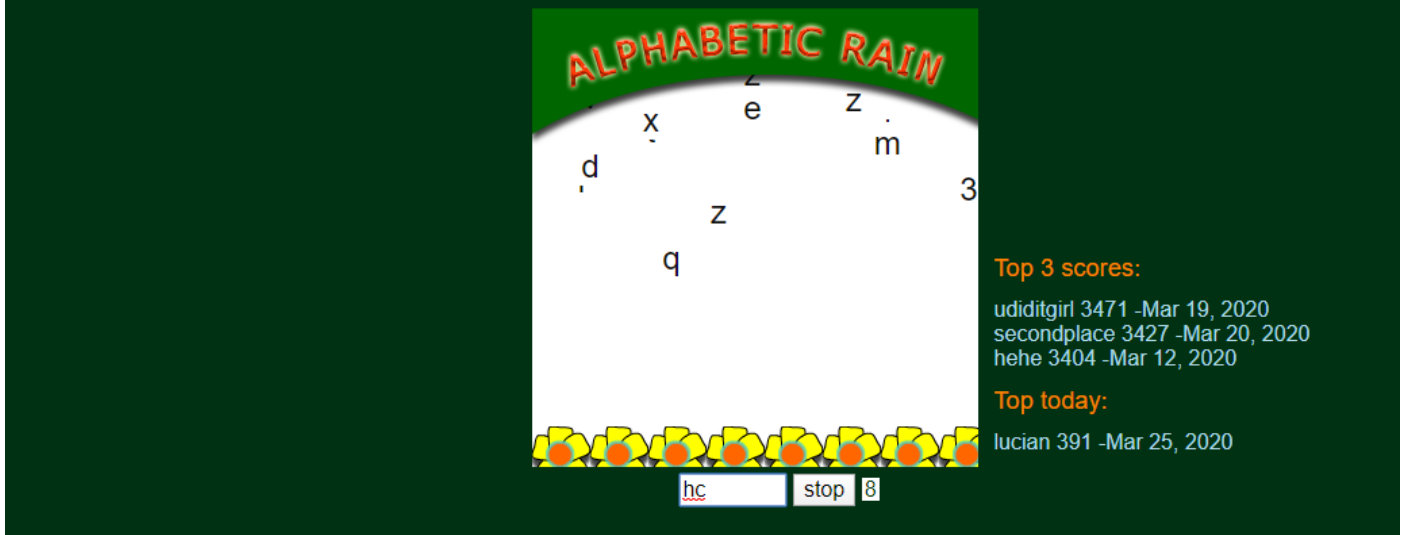 ALPHABETIC RAIN
e
z
x
m
d
3
z
q
Top 3 scores:
udiditgirl 3471 -Mar 19, 2020
secondplace 3427 -Mar 20, 2020
hehe 3404 -Mar 12, 2020
Top today:
lucian 391 -Mar 25, 2020
hc
stop
8